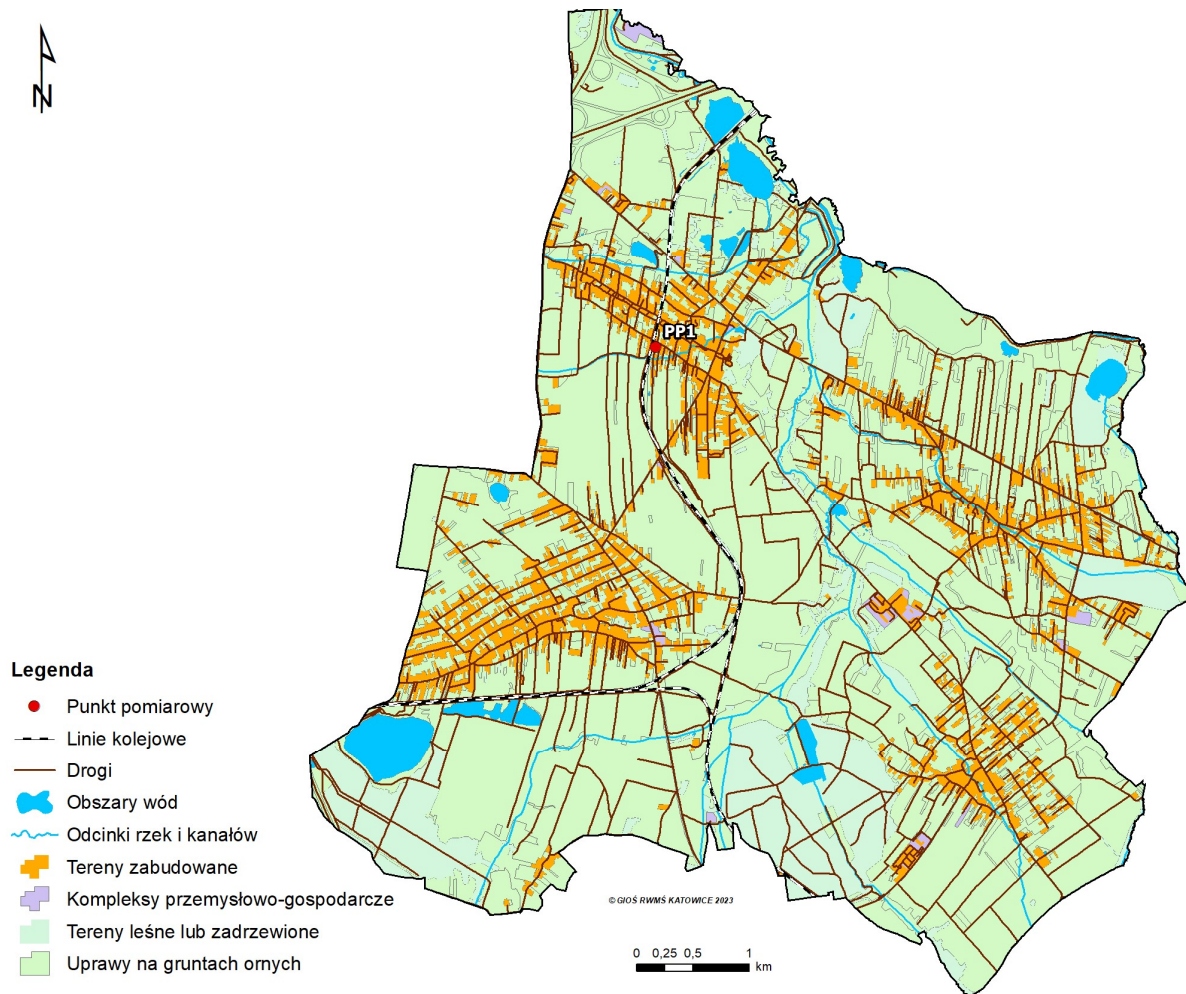 N
PP1
Legenda
Punkt pomiarowy
Linie kolejowe
Drogi
Obszary wód
Odcinki rzek i kanałów
Tereny zabudowane
Kompleksy przemysłowo-gospodarcze
Tereny leśne lub zadrzewione
Uprawy na gruntach ornych
© GIOŚ RWMŚ KATOWICE 2023
0 0,25 0,5 1
km